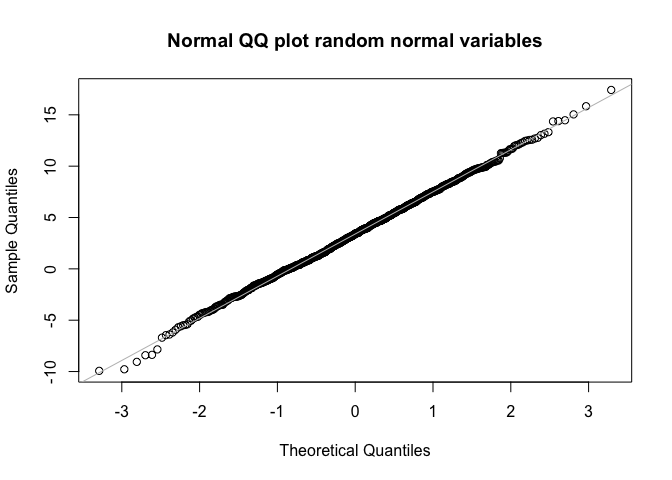 Normal QQ plot random normal variables
Sample Quantiles
15
10
5
0
-5
-10
-3 -2 -1 0 1 2 3
Theoretical Quantiles